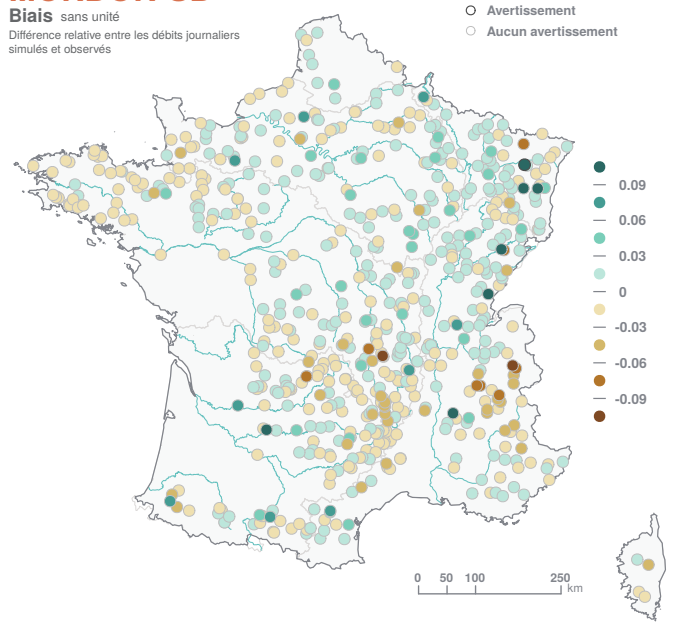 Biais sans unité
Différence relative entre les débits journaliers
simulés et observés
Avertissement
Aucun avertissement
0.09
0.06
0.03
0
-0.03
-0.06
-0.09
0 50 100 250
km